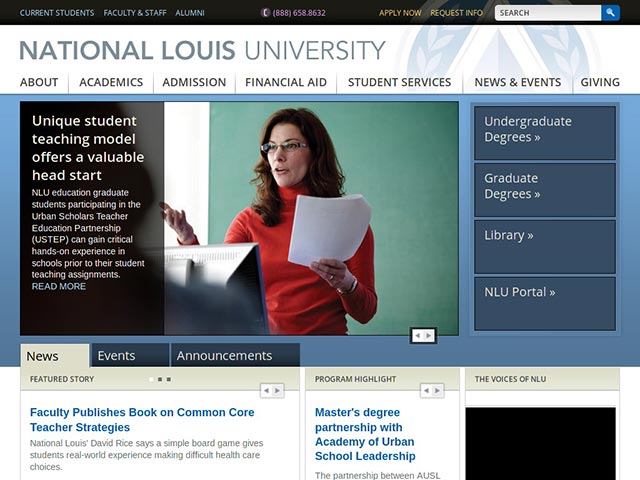 CURRENT STUDENTS FACULTY & STAFF ALUMNI (888) 658.8632 APPLY NOW REQUEST INFO SEARCH
NATIONAL LOUIS UNIVERSITY
ABOUT ACADEMICS ADMISSION FINANCIAL AID STUDENT SERVICES NEWS & EVENTS GIVING
Unique student
teaching model
offers a valuable
head start
NLU education graduate
students participating in the
Urban Scholars Teacher
Education Partnership
(USTEP) can gain critical
hands-on experience in
schools prior to their student
teaching assignments.
READ MORE
Undergraduate
Degrees »
Graduate
Degrees »
Library »
NLU Portal »
News Events Announcements
FEATURED STORY
Faculty Publishes Book on Common Core
Teacher Strategies
National Louis' David Rice says a simple board game gives
students real-world experience making difficult health care
choices.
PROGRAM HIGHLIGHT
Master's degree
partnership with
Academy of Urban
School Leadership
The partnership between AUSL
THE VOICES OF NLU